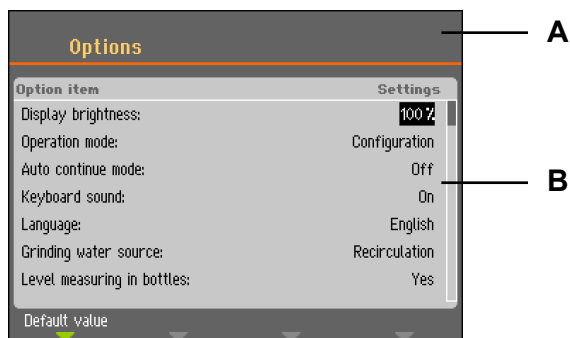 Options
A
Option item Settings
Display brightness: 100 %
Operation mode: Configuration
Auto continue mode: Off
B
Keyboard sound: On
Language: English
Grinding water source: Recirculation
Level measuring in bottles: Yes
Default value